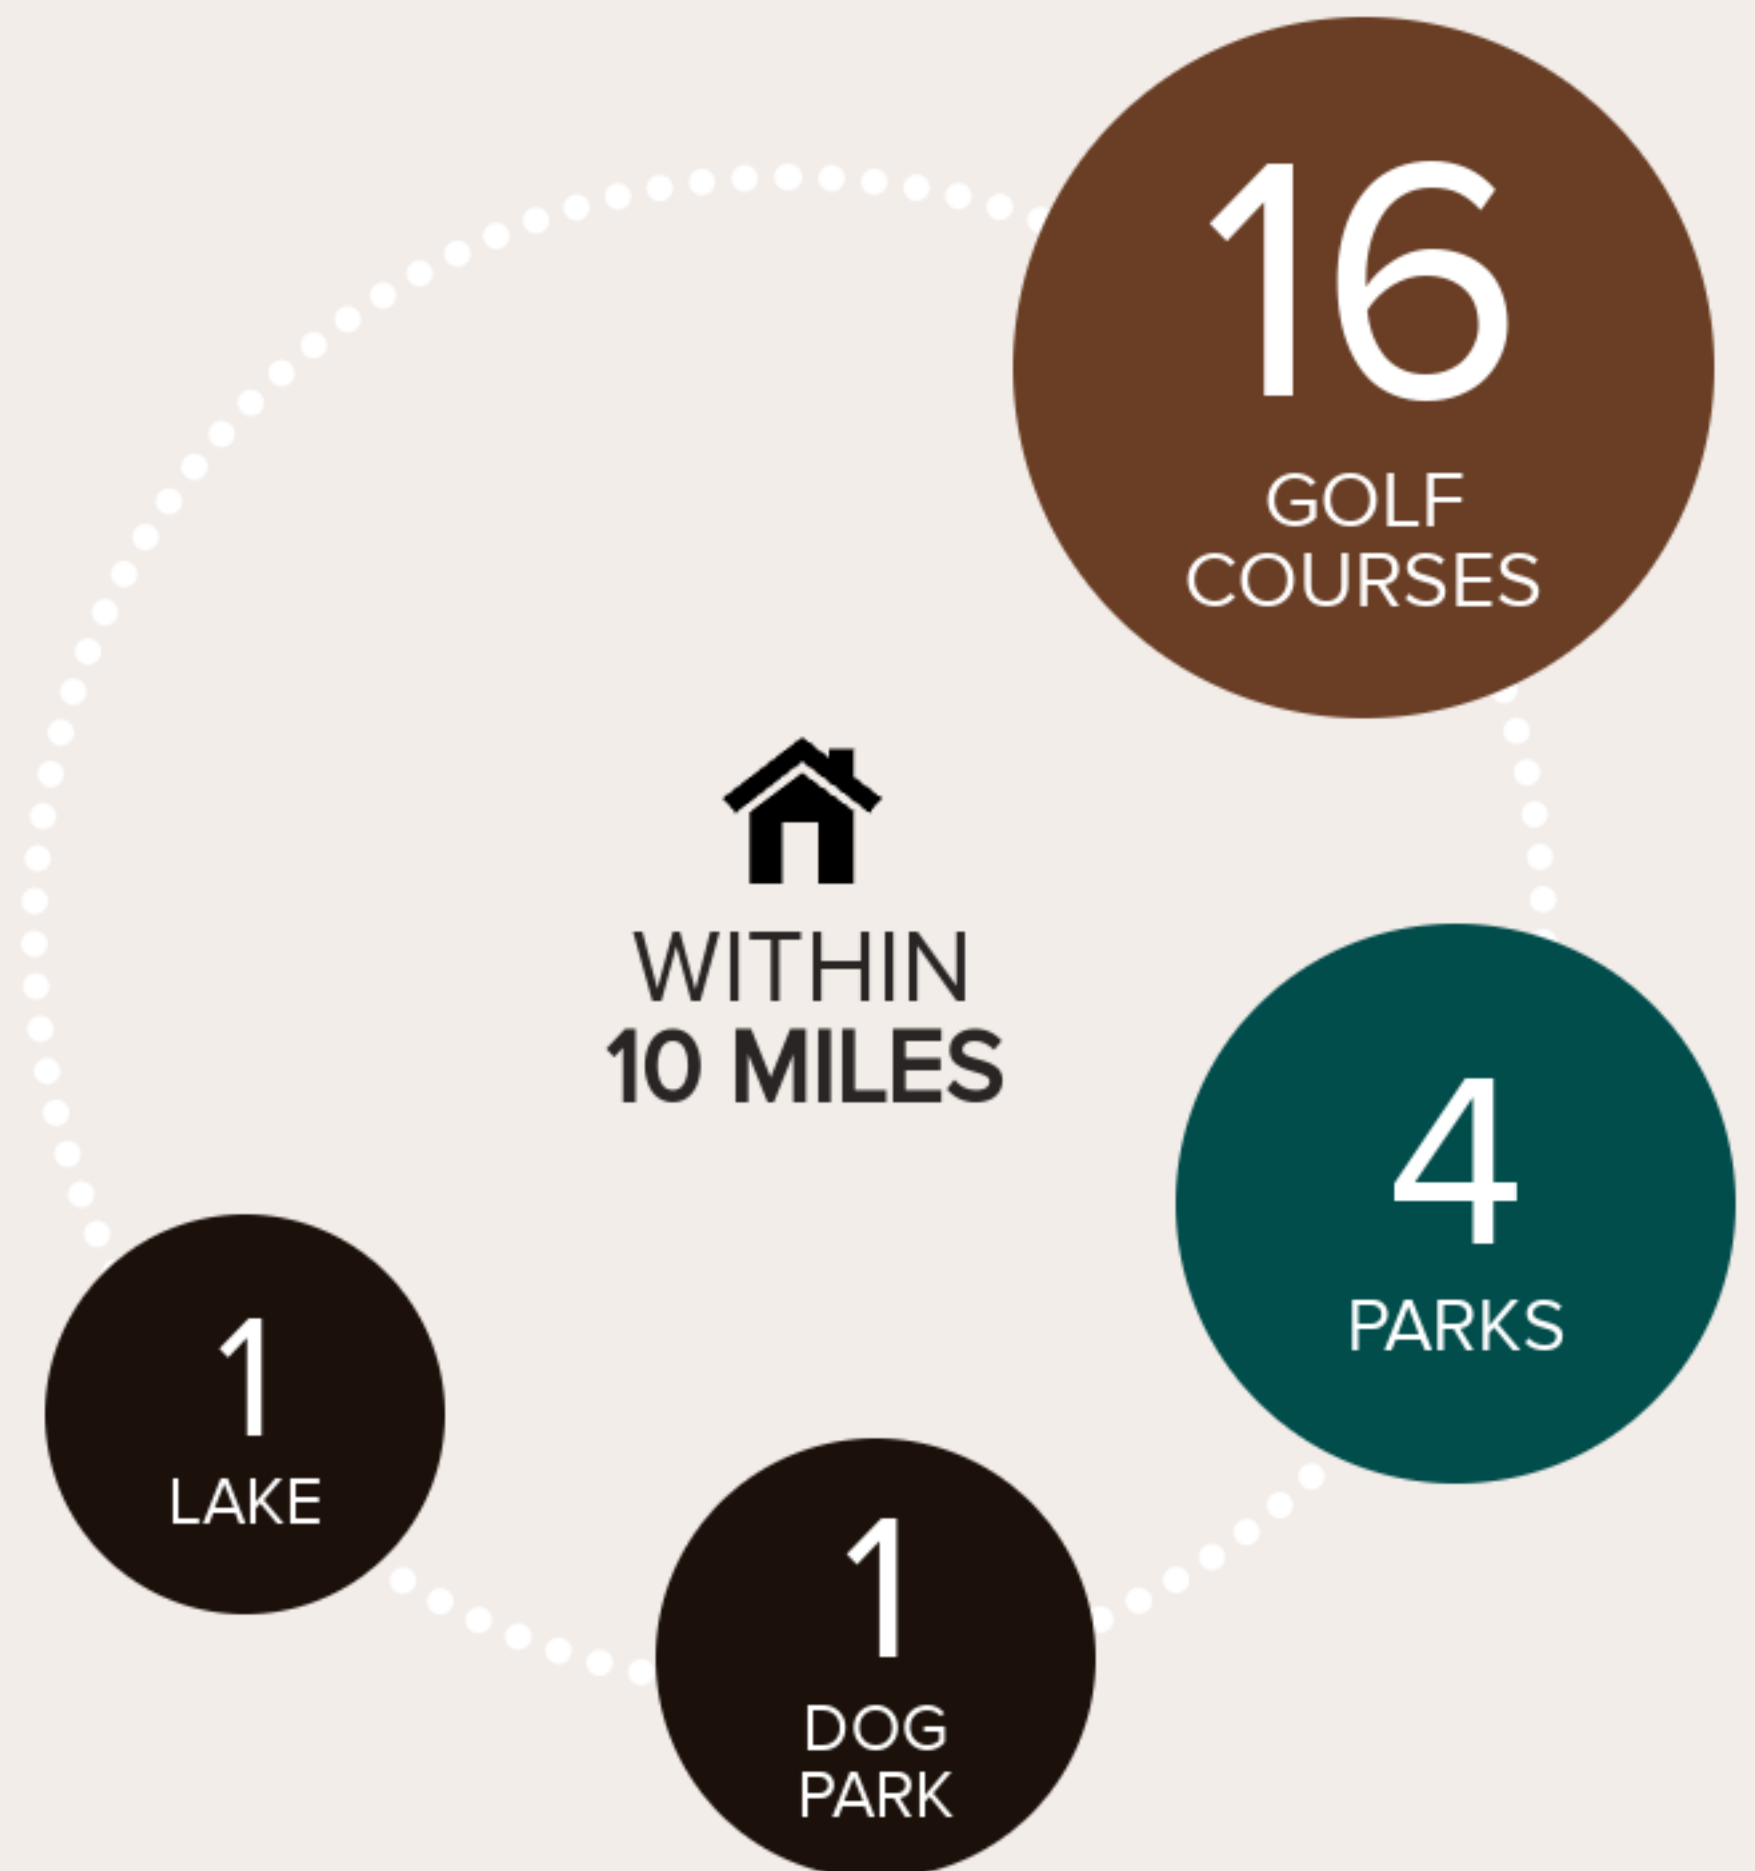 16
GOLF
COURSES
WITHIN
10 MILES
4
PARKS
1
LAKE
1
DOG
PARK